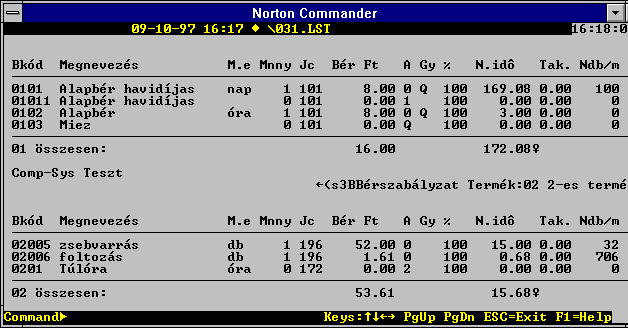 Norton Commander
09-10-97 16:17 ♦ \031.LST 16:18:0
Bkód Megnevezés M.e Mnny Jc Bér Ft A Gy % N.idô Tak. Ndb/m
0101 Alapbér havidíjas nap 1 101 8.00 0 Q 100 169.08 0.00 100
01011 Alapbér havidíjas 0 101 0.00 1 100 0.00 0.00 0
0102 Alapbér óra 1 101 8.00 0 Q 100 3.00 0.00 0
0103 Miez 0 101 0.00 Q 100 0.00 0.00 0
01 összesen: 16.00 172.08♀
Comp-Sys Teszt
←(s3BBérszabályzat Termék:02 2-es termé
Bkód Megnevezés M.e Mnny Jc Bér Ft A Gy % N.idô Tak. Ndb/m
02005 zsebvarrás db 1 196 52.00 0 100 15.00 0.00 32
02006 foltozás db 1 196 1.61 0 100 0.68 0.00 706
0201 Túlóra óra 0 172 0.00 2 100 0.00 0.00 0
02 összesen: 53.61 15.68♀
Command► Keys:↑↓←→ PgUp PgDn ESC=Exit F1=Help